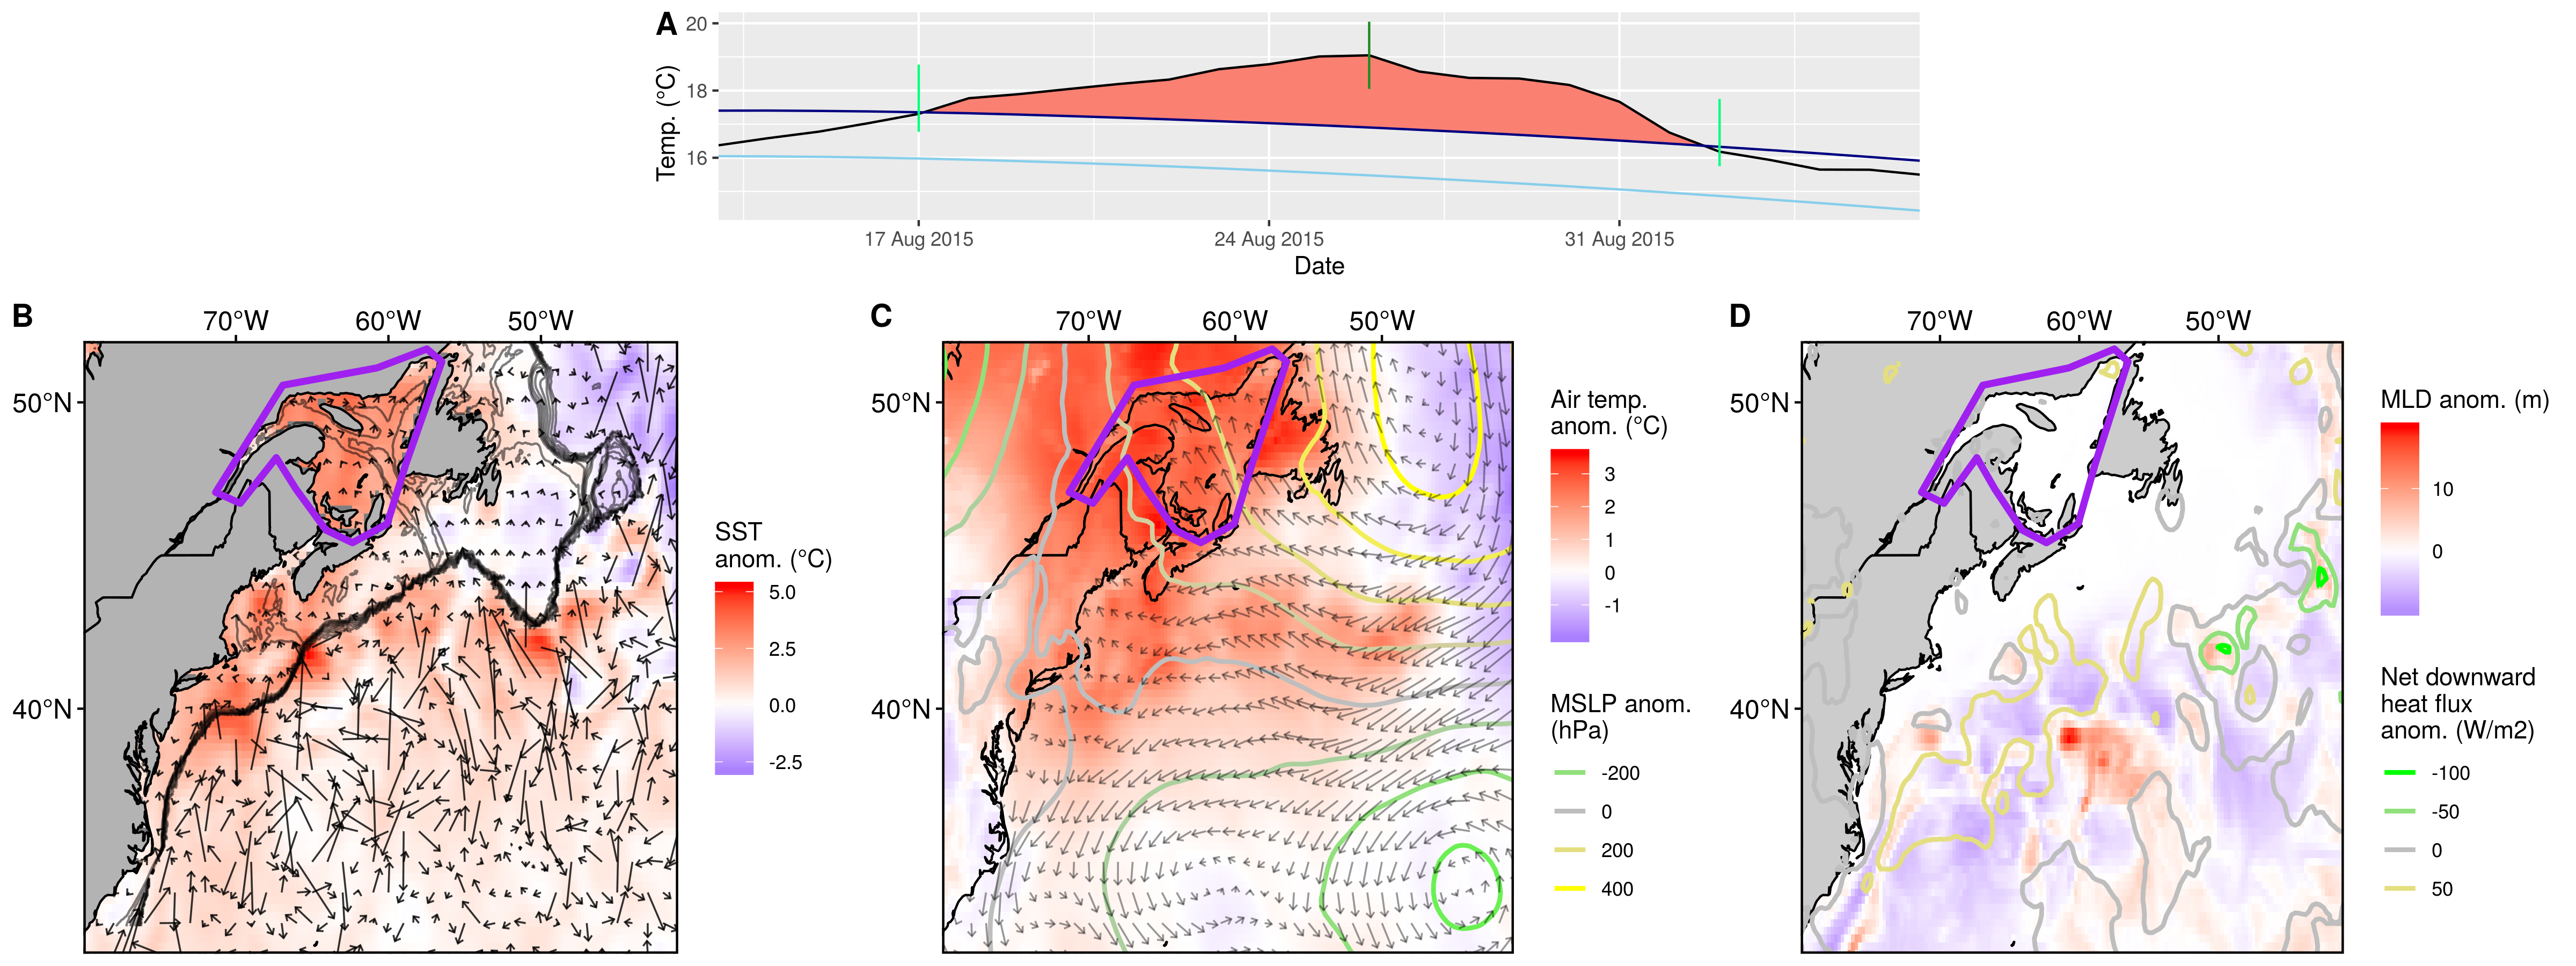 A
20
18
16
Temp. (°C)
17 Aug 2015
24 Aug 2015
31 Aug 2015
Date
B
70°W
60°W
50°W
50°N
40°N
SST
anom. (°C)
5.0
2.5
0.0
-2.5
C
70°W
60°W
50°W
50°N
40°N
Air temp.
anom. (°C)
3
2
1
0
-1
MSLP anom.
(hPa)
-200
0
200
400
D
70°W
60°W
50°W
50°N
40°N
MLD anom. (m)
10
0
Net downward
heat flux
anom. (W/m2)
-100
-50
0
50